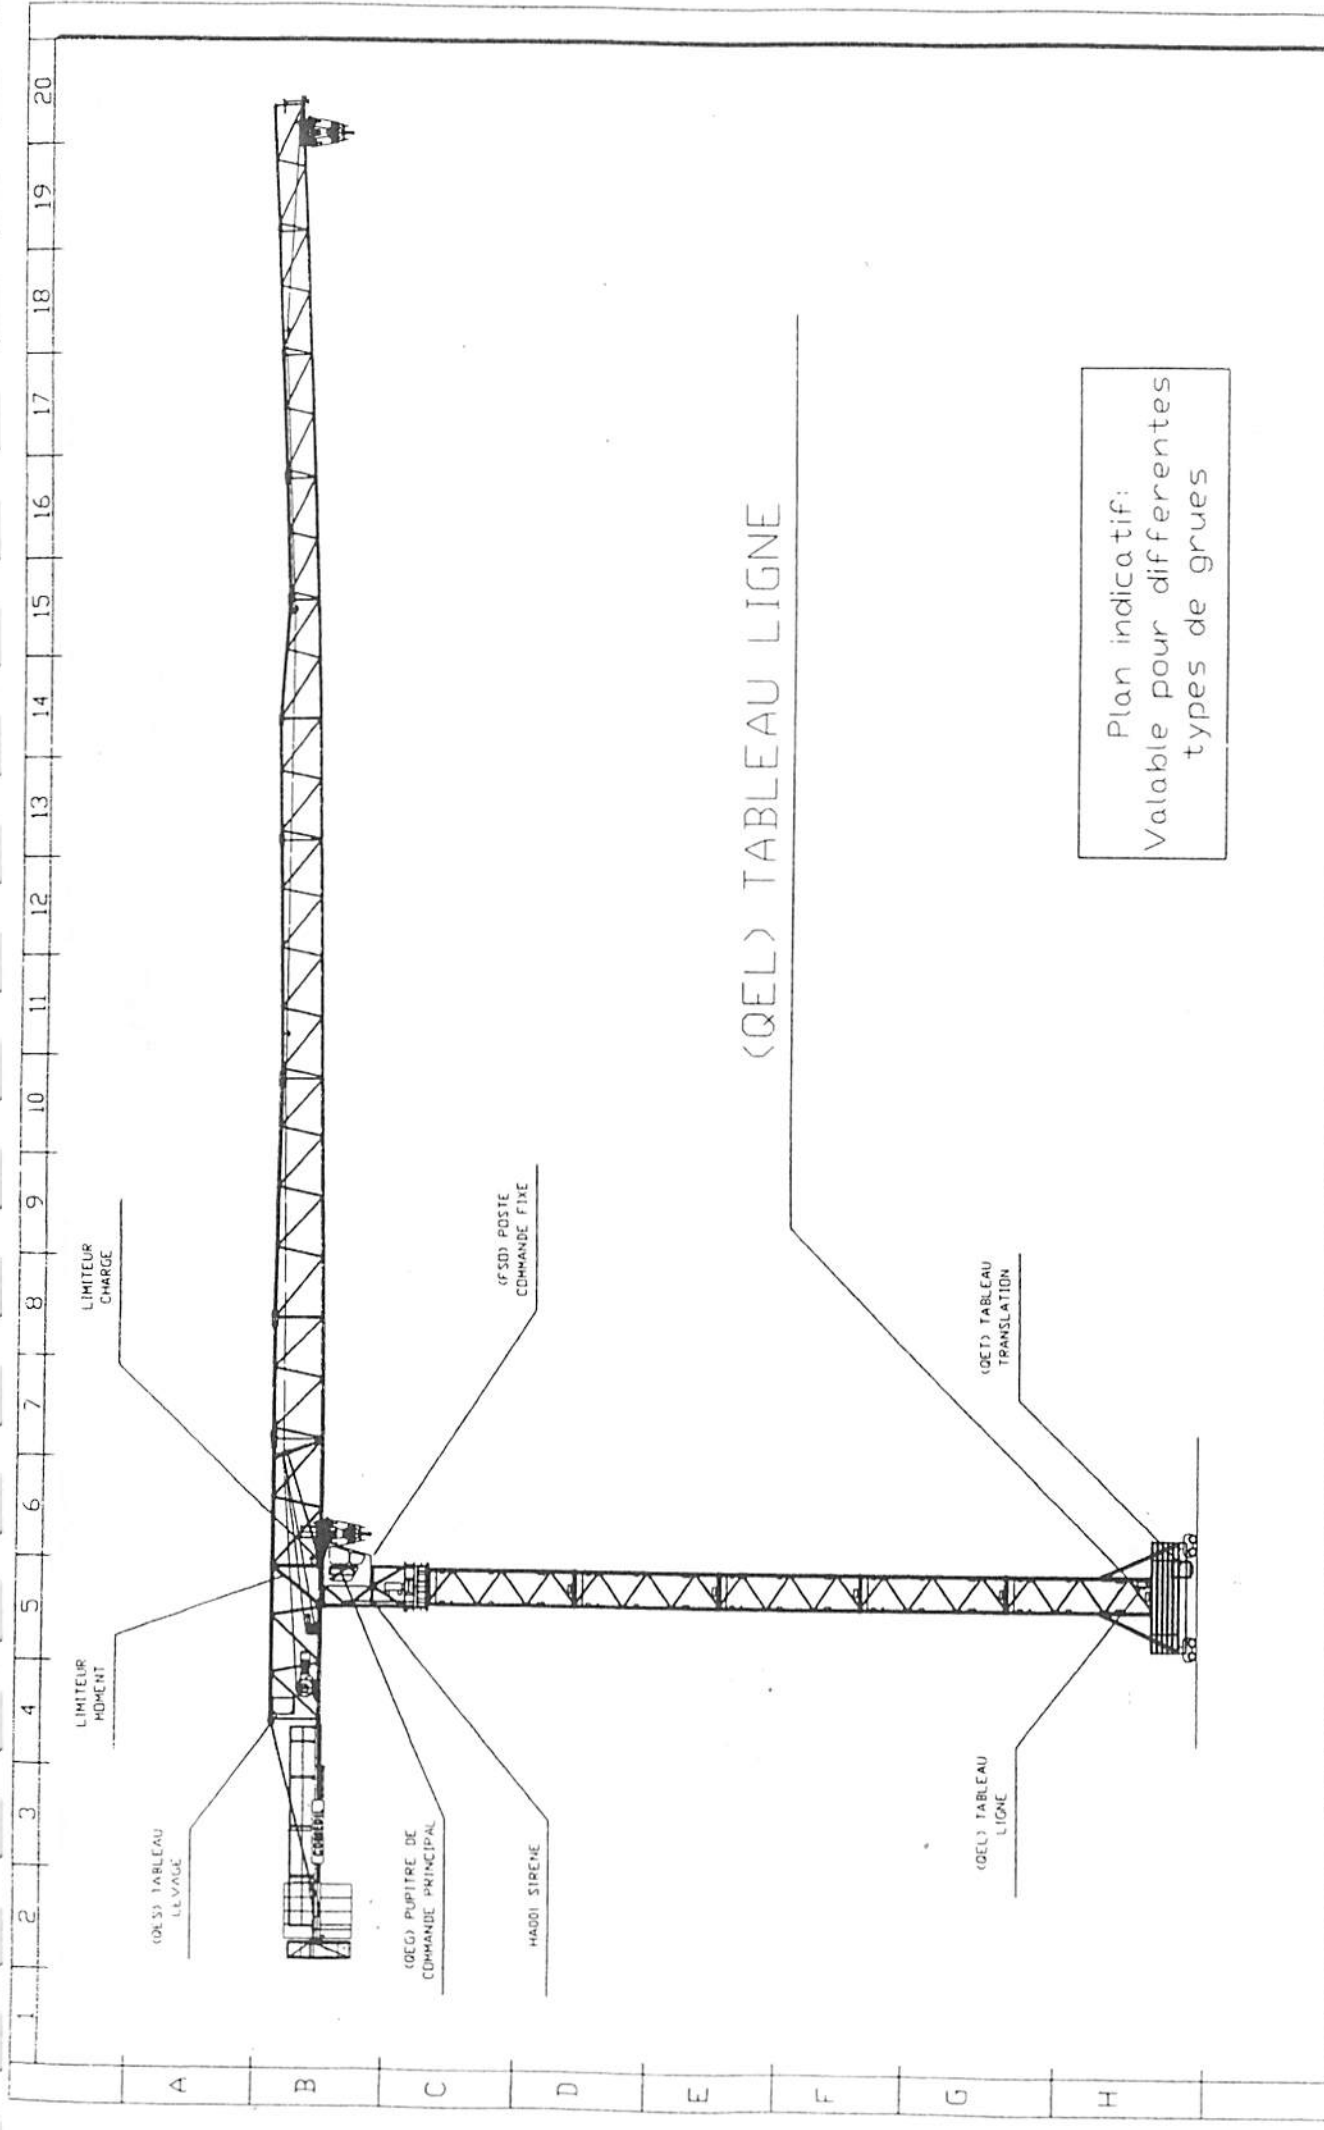 1 2 3 4 5 6 7 8 9 10 11 12 13 14 15 16 17 18 19 20
A
B
C
D
E
F
G
H
(QES) TABLEAU
LEVAGE
LIMITEUR
MOMENT
LIMITEUR
CHARGE
COMEDIL
(QEG) PUPITRE DE
COMMANDE PRINCIPAL
HA001 SIRENE
(FSD) POSTE
COMMANDE FIXE
(QEL) TABLEAU LIGNE
(QEL) TABLEAU
LIGNE
(QET) TABLEAU
TRANSLATION
Plan indicatif:
Valable pour differentes
types de grues